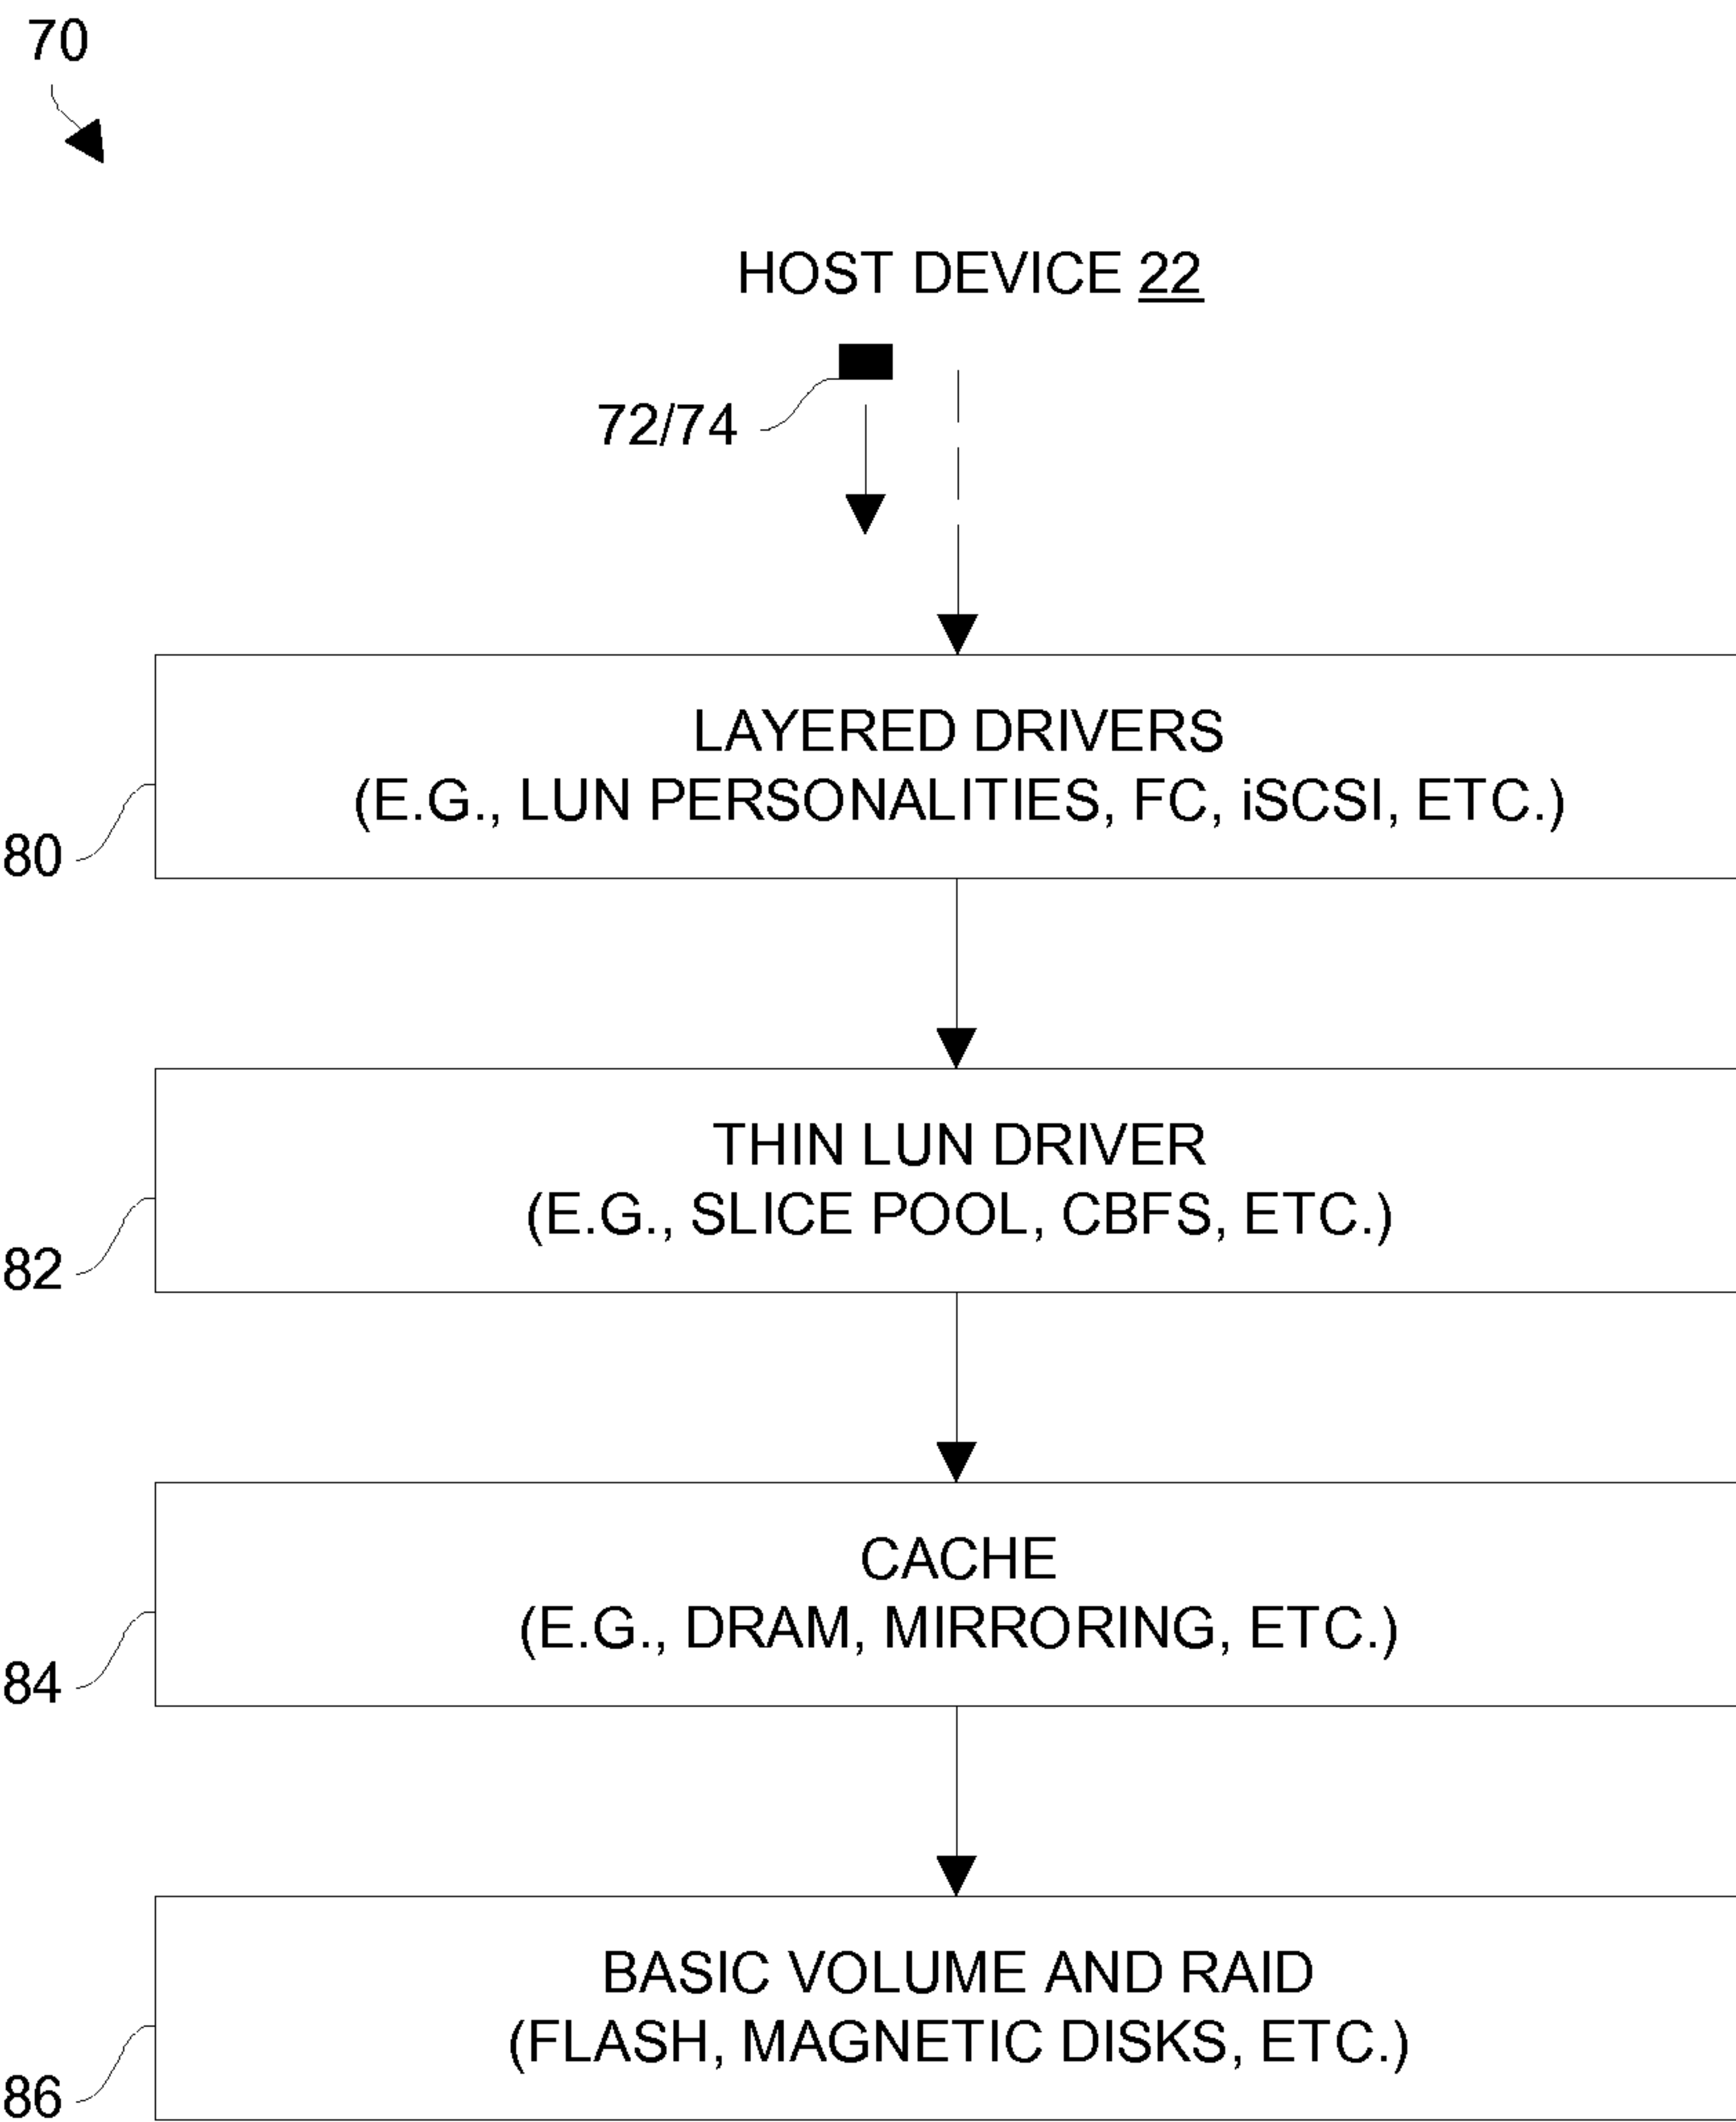 70
HOST DEVICE 22
72/74
LAYERED DRIVERS
(E.G., LUN PERSONALITIES, FC, iSCSI, ETC.)
80
THIN LUN DRIVER
(E.G., SLICE POOL, CBFS, ETC.)
82
CACHE
(E.G., DRAM, MIRRORING, ETC.)
84
BASIC VOLUME AND RAID
(FLASH, MAGNETIC DISKS, ETC.)
86